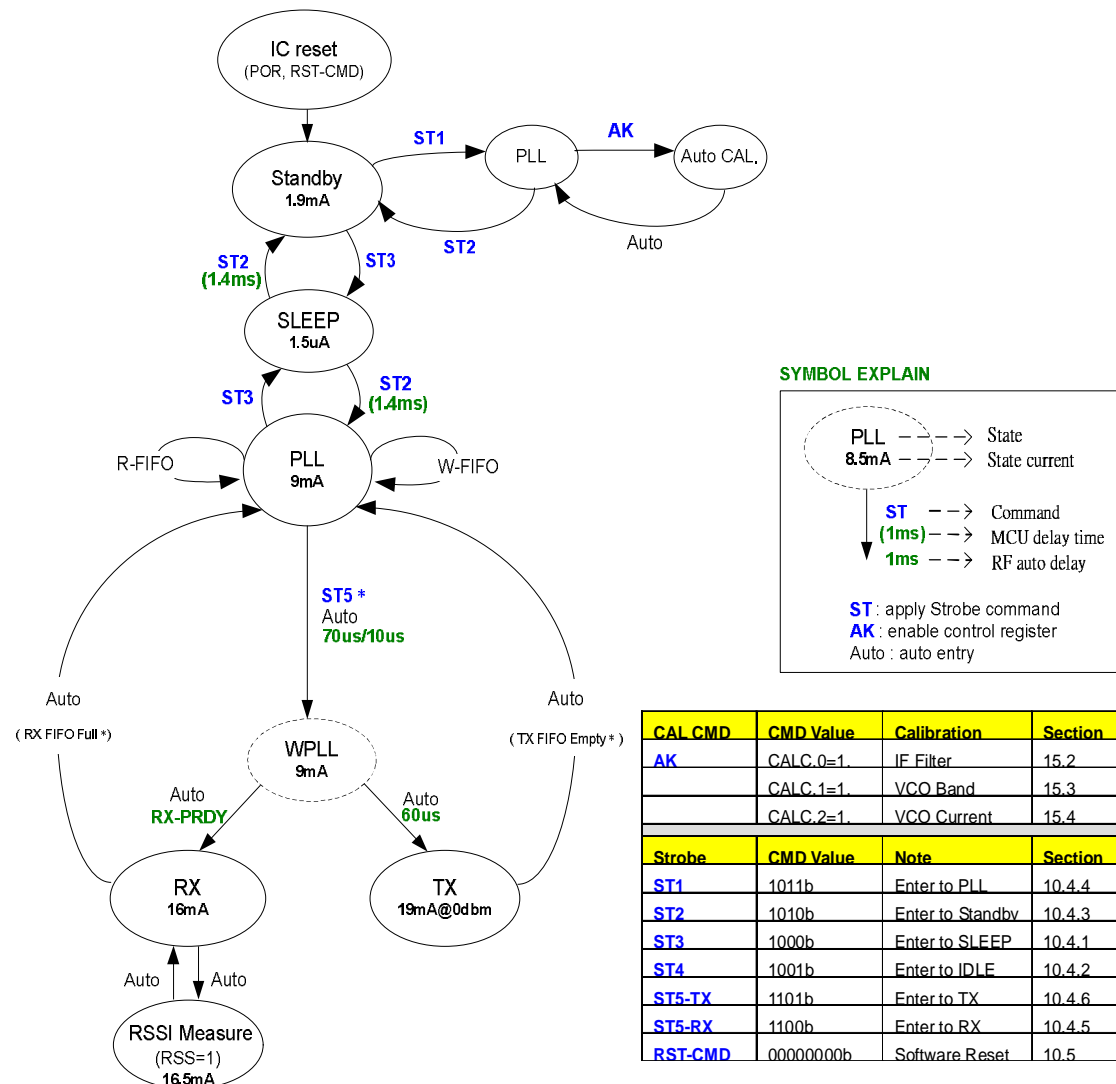 IC reset
(POR, RST-CMD)
ST1
AK
Standby
1.9mA
PLL
Auto CAL.
ST2
Auto
ST2
(1.4ms)
ST3
SLEEP
1.5uA
ST3
ST2
(1.4ms)
R-FIFO
PLL
9mA
W-FIFO
ST5 *
Auto
70us/10us
Auto
( RX FIFO Full *)
Auto
( TX FIFO Empty * )
WPLL
9mA
Auto
RX-PRDY
Auto
60us
RX
16mA
TX
19mA@0dbm
Auto
Auto
RSSI Measure
(RSS=1)
16.5mA
SYMBOL EXPLAIN
PLL State
8.5mA State current
ST Command
(1ms) MCU delay time
1ms RF auto delay
ST : apply Strobe command
AK : enable control register
Auto : auto entry
CAL CMD CMD Value Calibration Section
AK CALC.0=1. IF Filter 15.2
CALC.1=1. VCO Band 15.3
CALC.2=1. VCO Current 15.4
Strobe CMD Value Note Section
ST1 1011b Enter to PLL 10.4.4
ST2 1010b Enter to Standby 10.4.3
ST3 1000b Enter to SLEEP 10.4.1
ST4 1001b Enter to IDLE 10.4.2
ST5-TX 1101b Enter to TX 10.4.6
ST5-RX 1100b Enter to RX 10.4.5
RST-CMD 00000000b Software Reset 10.5